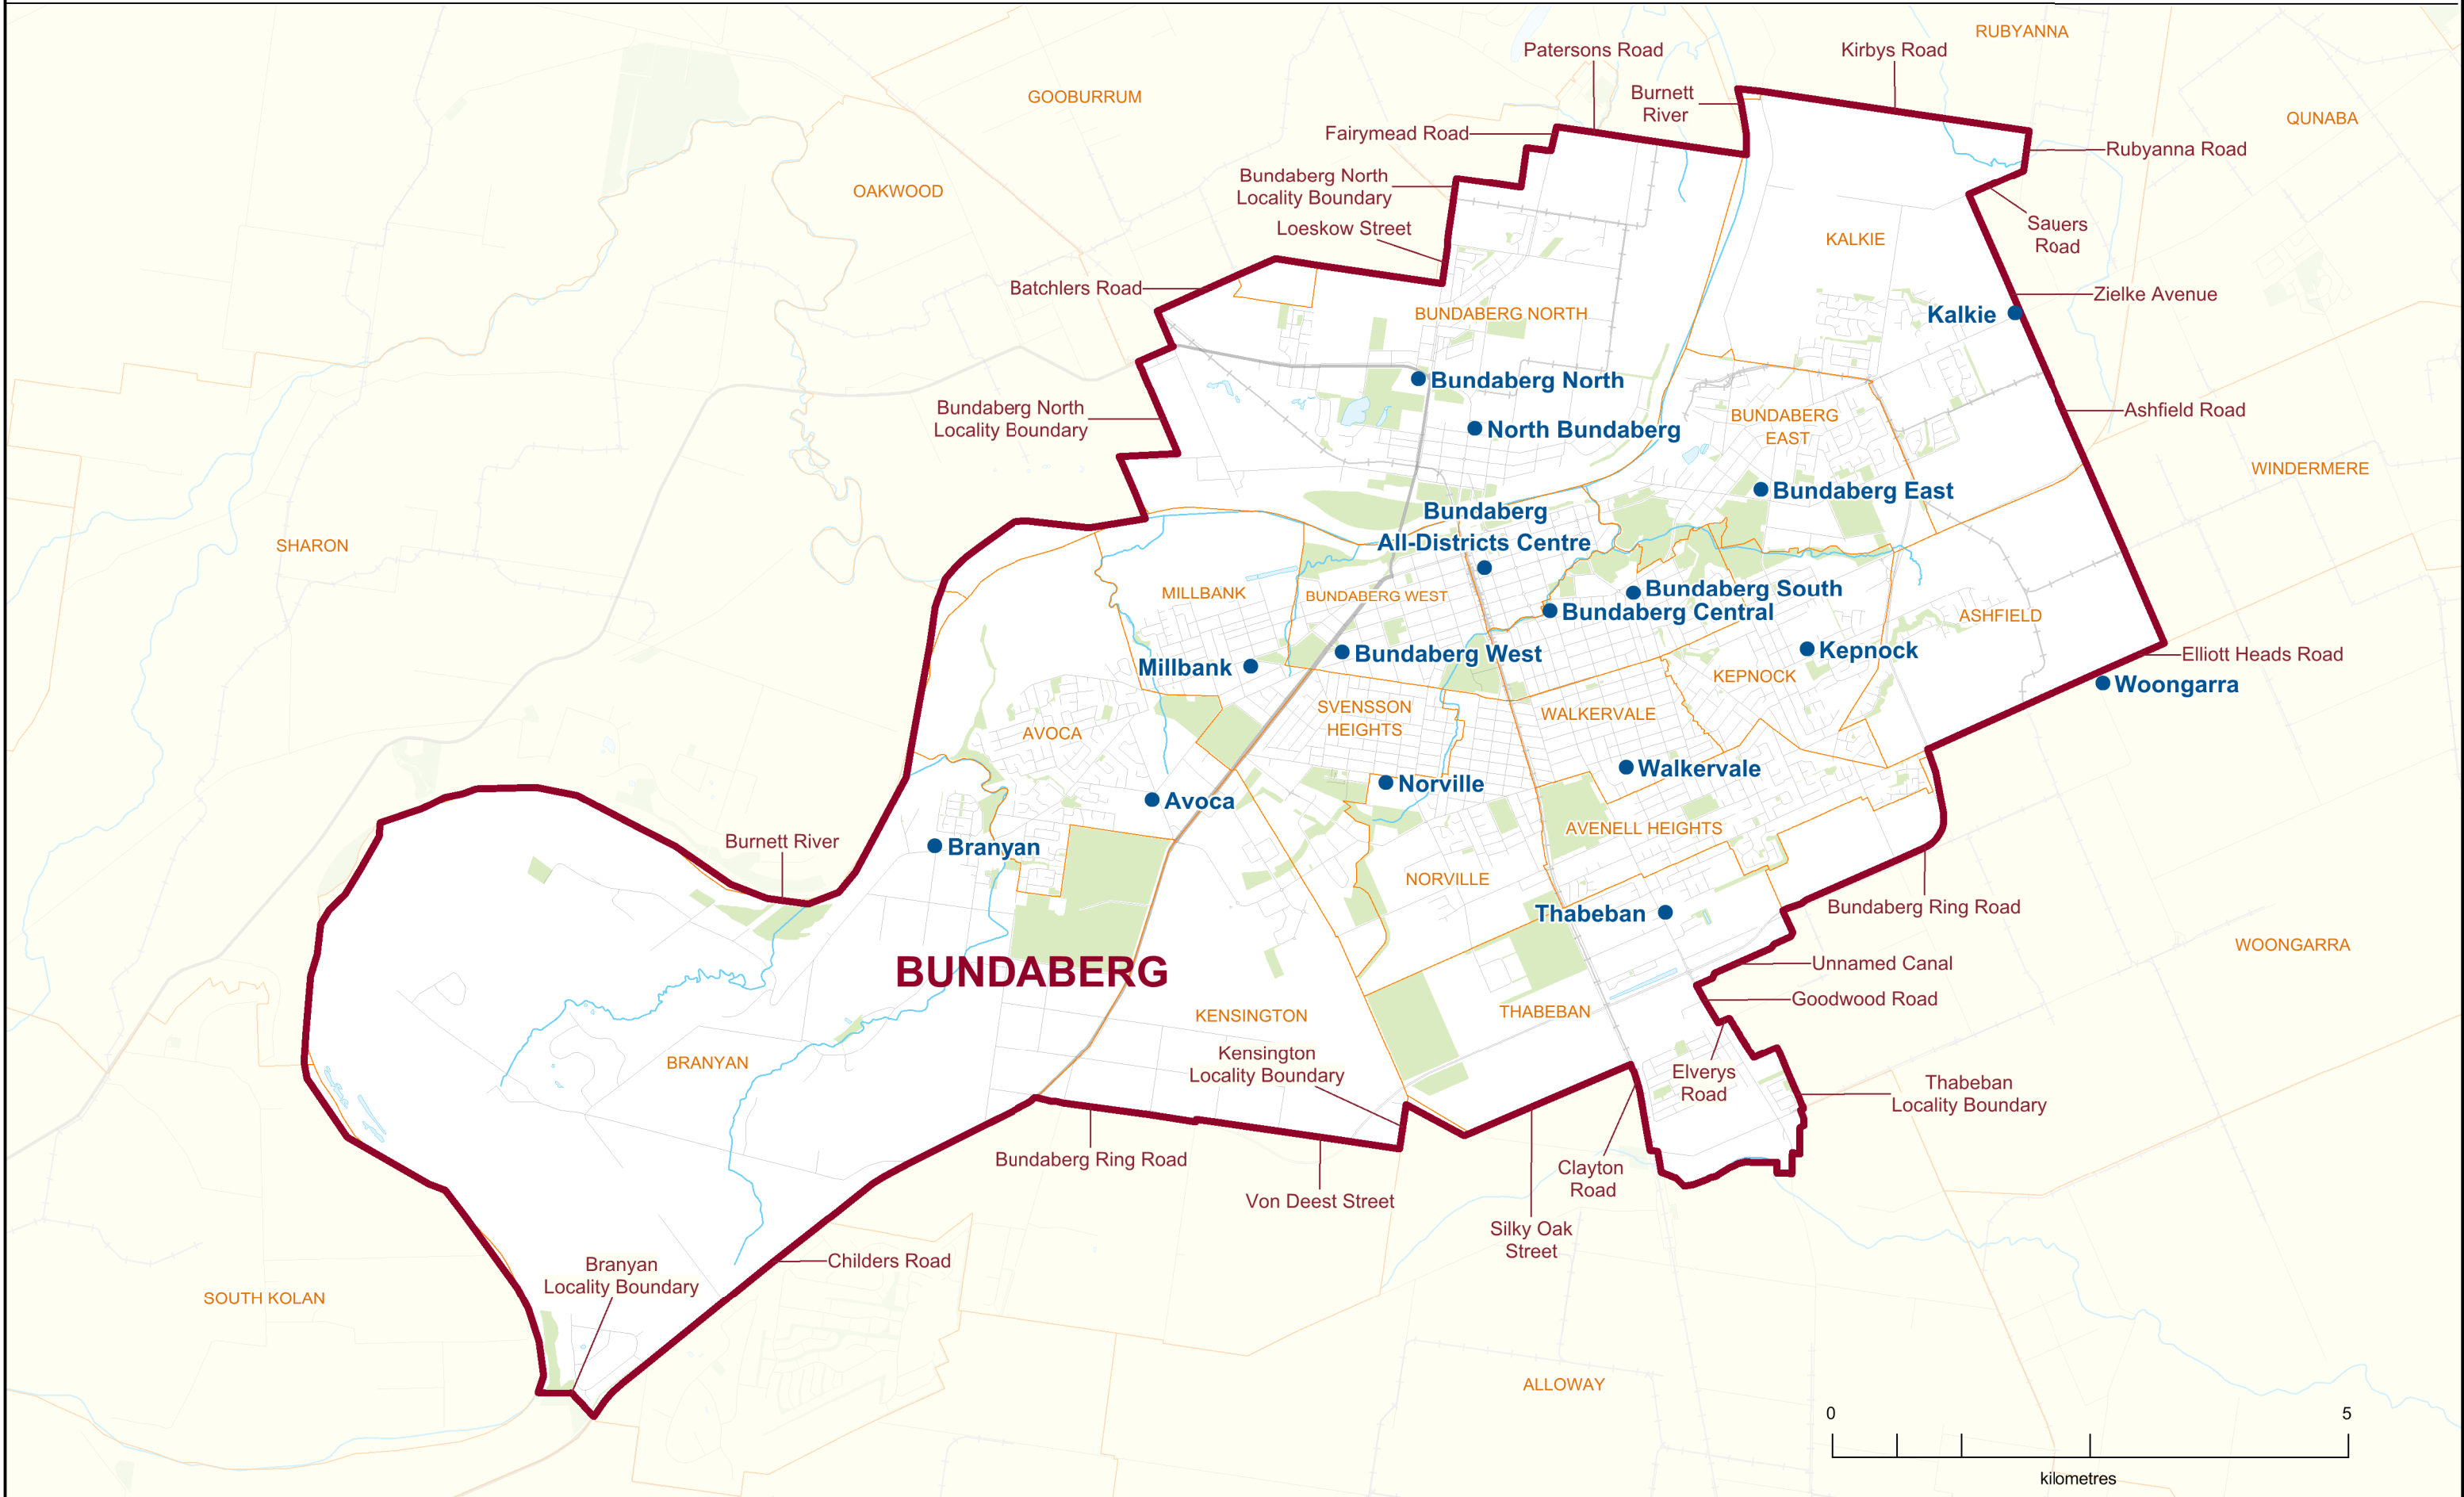 RUBYANNA
Patersons Road
Kirbys Road
GOOBURRUM
Burnett
River
QUNABA
Fairymead Road
Rubyanna Road
Bundaberg North
Locality Boundary
OAKWOOD
Loeskow Street
Sauers
Road
KALKIE
Batchlers Road
Zielke Avenue
BUNDABERG NORTH
Kalkie
Bundaberg North
Bundaberg North
Locality Boundary
Ashfield Road
BUNDABERG
EAST
North Bundaberg
WINDERMERE
Bundaberg East
Bundaberg
All-Districts Centre
SHARON
MILLBANK
BUNDABERG WEST
Bundaberg South
Bundaberg Central
ASHFIELD
Kepnock
Bundaberg West
Elliott Heads Road
Millbank
KEPNOCK
Woongarra
SVENSSON
HEIGHTS
WALKERVALE
AVOCA
Walkervale
Norville
Avoca
AVENELL HEIGHTS
Burnett River
Branyan
NORVILLE
Bundaberg Ring Road
Thabeban
WOONGARRA
Unnamed Canal
BUNDABERG
Goodwood Road
THABEBAN
KENSINGTON
Kensington
Locality Boundary
BRANYAN
Elverys
Road
Thabeban
Locality Boundary
Bundaberg Ring Road
Clayton
Road
Von Deest Street
Silky Oak
Street
Childers Road
Branyan
Locality Boundary
SOUTH KOLAN
ALLOWAY
0 5
kilometres